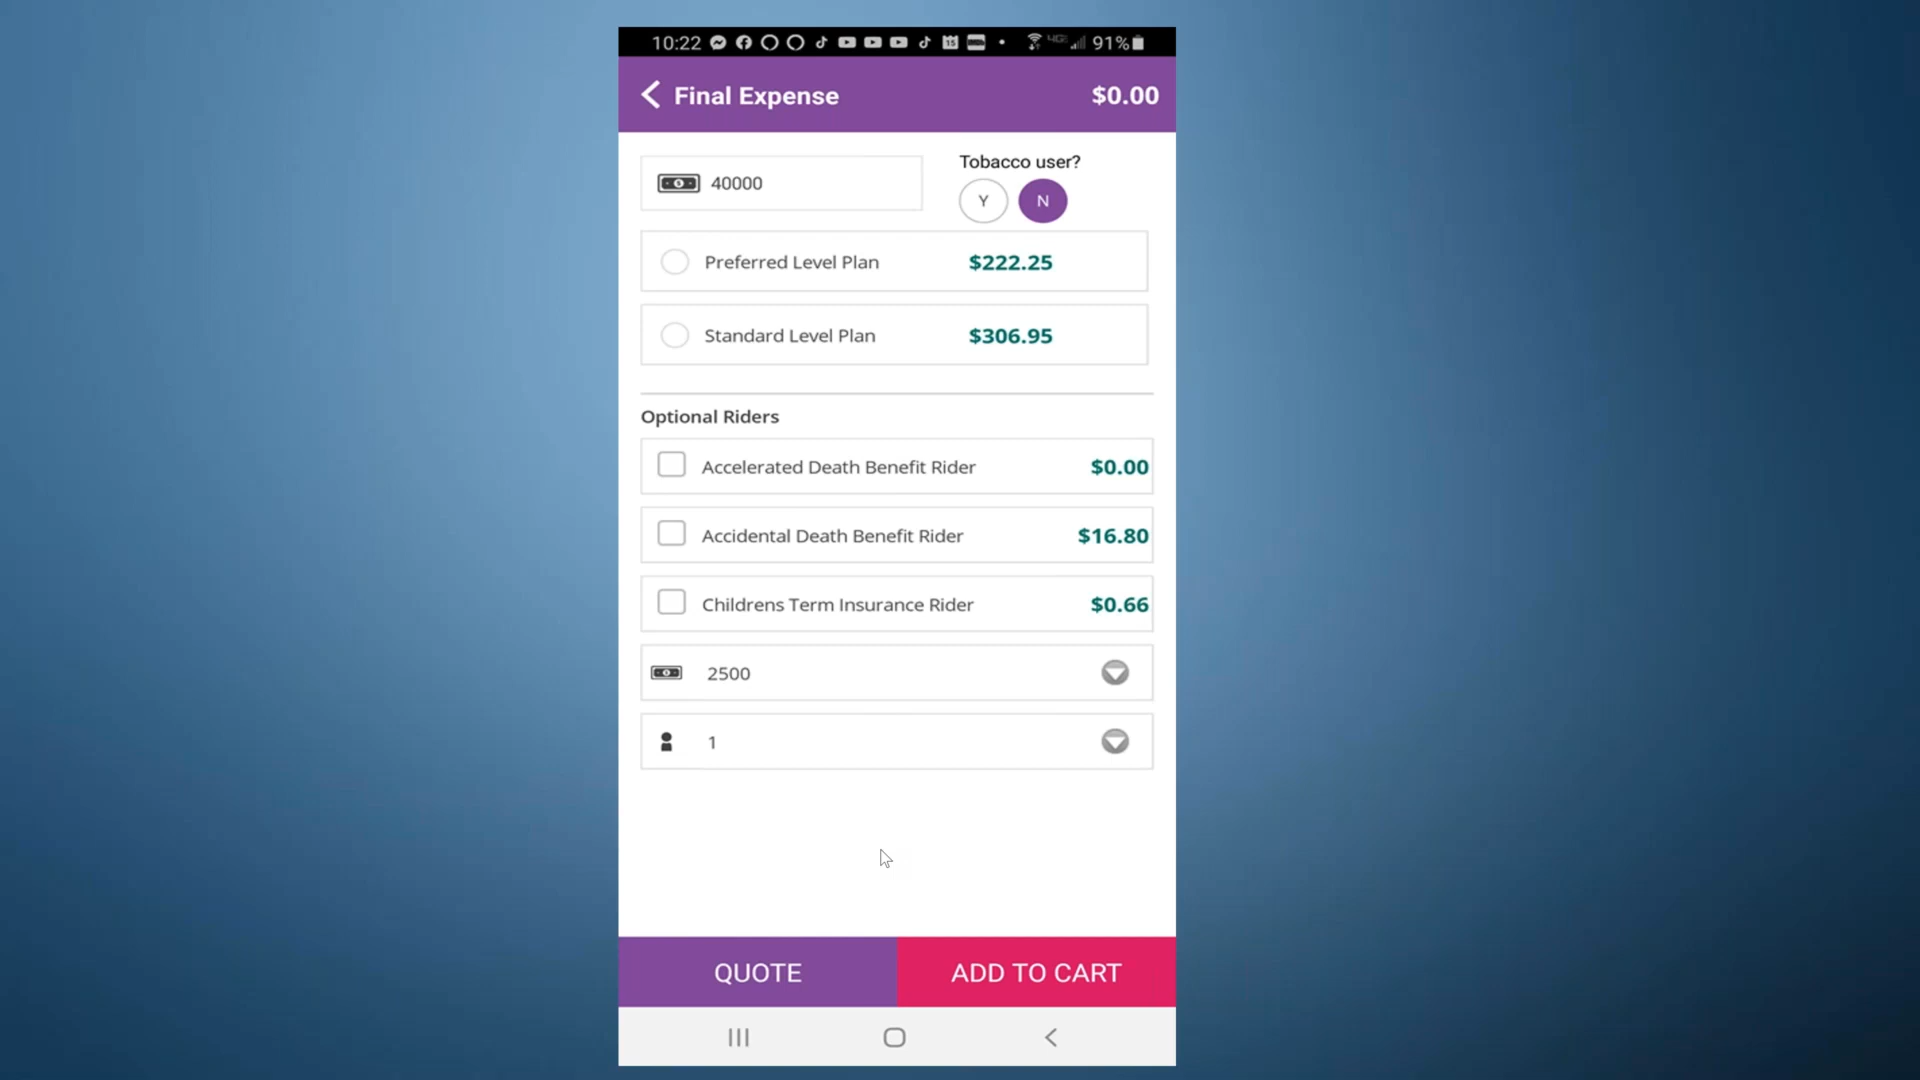 10:22 91%
Final Expense $0.00
Tobacco user?
40000
Y N
Preferred Level Plan $222.25
Standard Level Plan $306.95
Optional Riders
Accelerated Death Benefit Rider $0.00
Accidental Death Benefit Rider $16.80
Childrens Term Insurance Rider $0.66
2500
1
QUOTE ADD TO CART